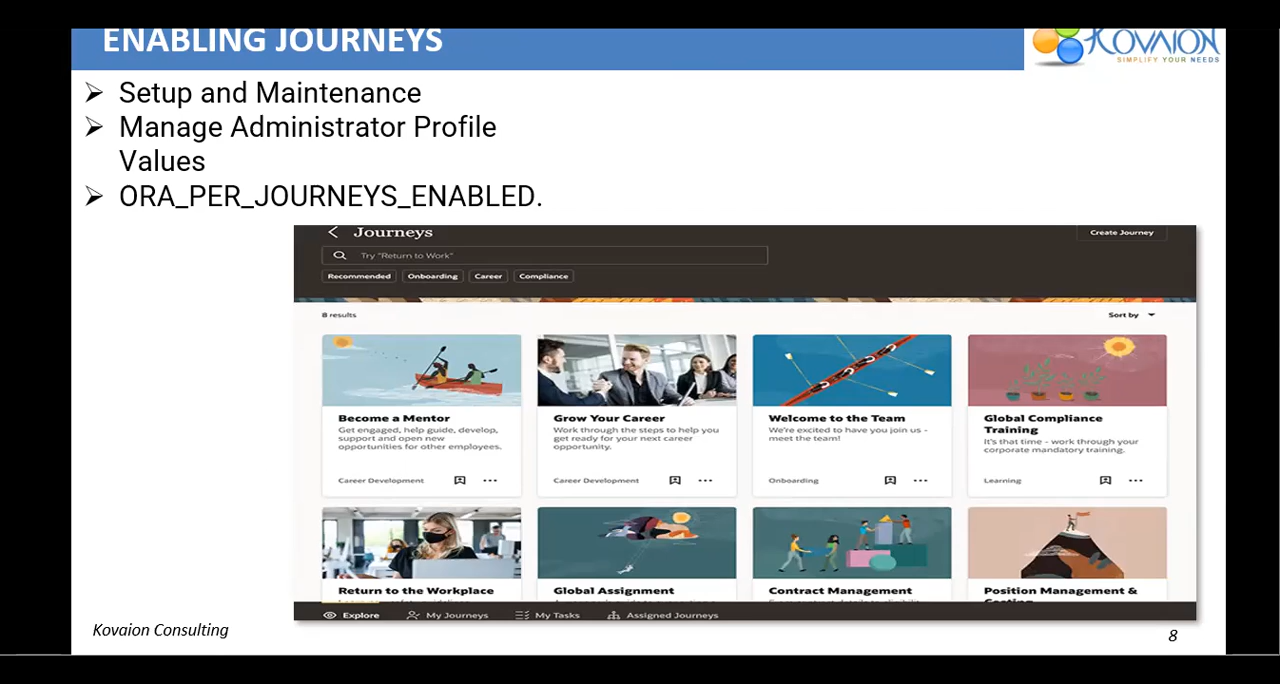 ENABLING JOURNEYS
KOVAION
SIMPLIFY YOUR NEEDS
Setup and Maintenance
Manage Administrator Profile
Values
ORA_PER_JOURNEYS_ENABLED.
Journeys
Create Journey
Try "Return to Work"
Recommended Onboarding Career Compliance
8 results
Sort by
Become a Mentor
Get engaged, help guide, develop,
support and open new
opportunities for other employees.
Career Development
Grow Your Career
Work through the steps to help you
get ready for your next career
opportunity.
Career Development
Welcome to the Team
We're excited to have you join us -
meet the team!
Onboarding
Global Compliance
Training
It's that time - work through your
corporate mandatory training.
Learning
Return to the Workplace
Global Assignment
Contract Management
Position Management &
Explore My Journeys My Tasks Assigned Journeys
Kovaion Consulting
8